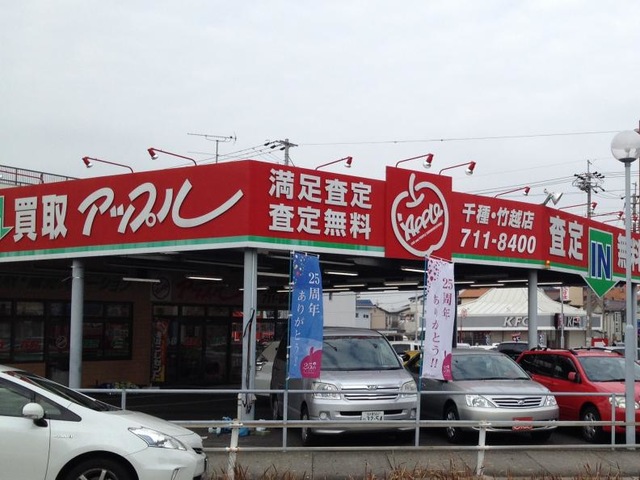 買取 アップル
満足査定
査定無料
Apple
千種・竹越店
711-8400
査定無料
IN
25周年
ありがとう
25周年
ありがとう!!
KFC